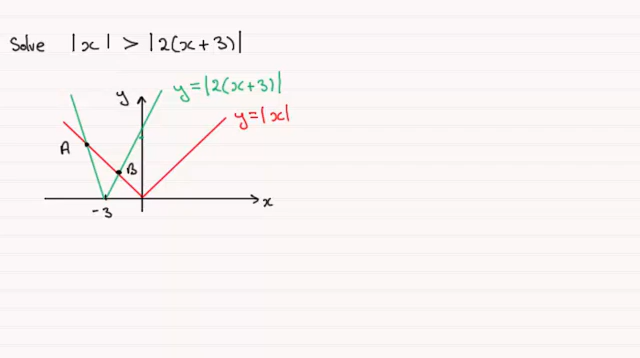 Solve |x| > |2(x+3)|
y=|2(x+3)|
y
y=|x|
A
B
-3
x